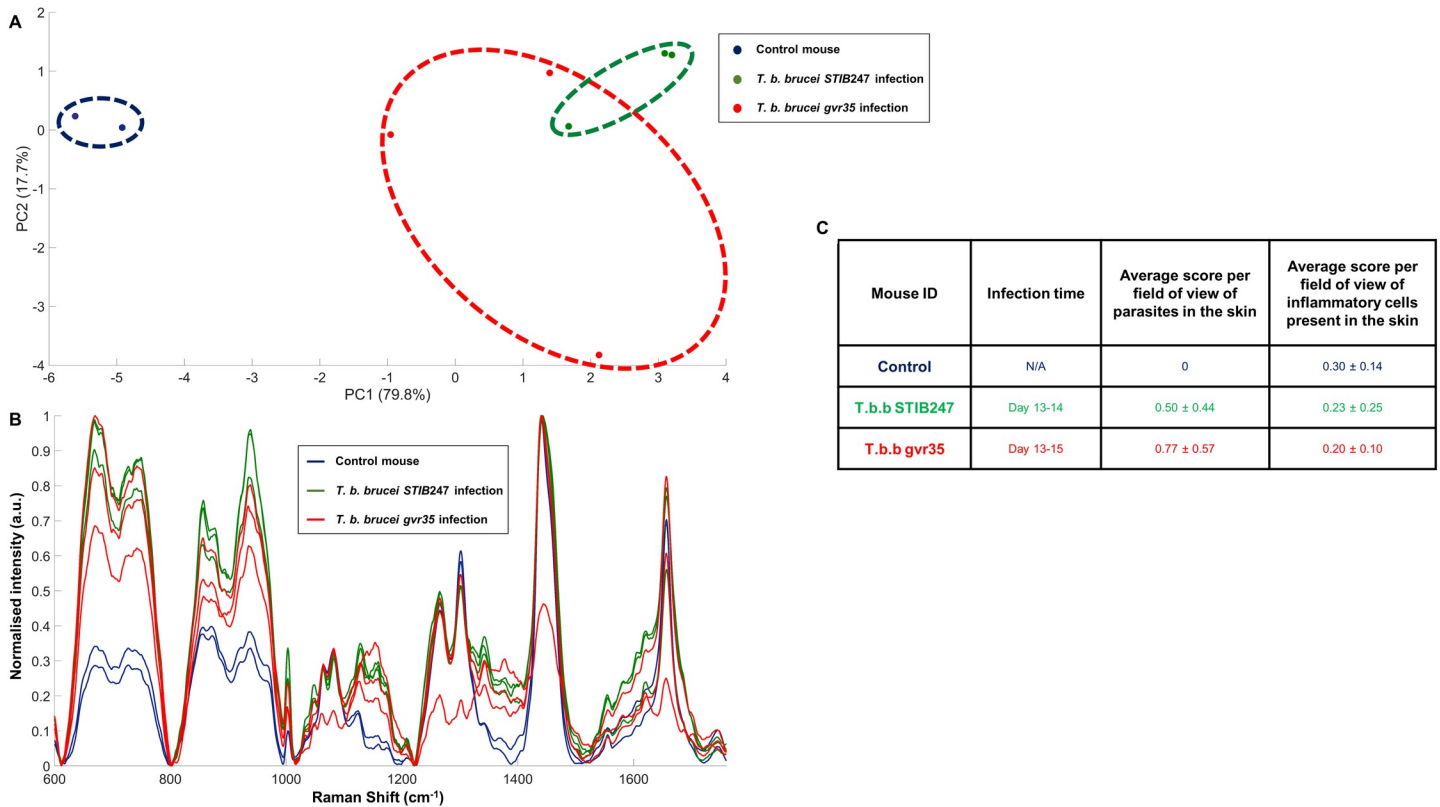 A
2
1
0
-1
-2
-3
-4
PC2 (17.7%)
-6
-5
-4
-3
-2
-1
0
1
2
3
4
PC1 (79.8%)
Control mouse
T. b. brucei STIB247 infection
T. b. brucei gvr35 infection
B
1
0.9
0.8
0.7
0.6
0.5
0.4
0.3
0.2
0.1
0
Normalised intensity (a.u.)
600
800
1000
1200
1400
1600
Raman Shift (cm-1)
Control mouse
T. b. brucei STIB247 infection
T. b. brucei gvr35 infection
C
Mouse ID
Infection time
Average score per
field of view of
parasites in the skin
Average score per
field of view of
inflammatory cells
present in the skin
Control
N/A
0
0.30 ± 0.14
T.b.b STIB247
Day 13-14
0.50 ± 0.44
0.23 ± 0.25
T.b.b gvr35
Day 13-15
0.77 ± 0.57
0.20 ± 0.10